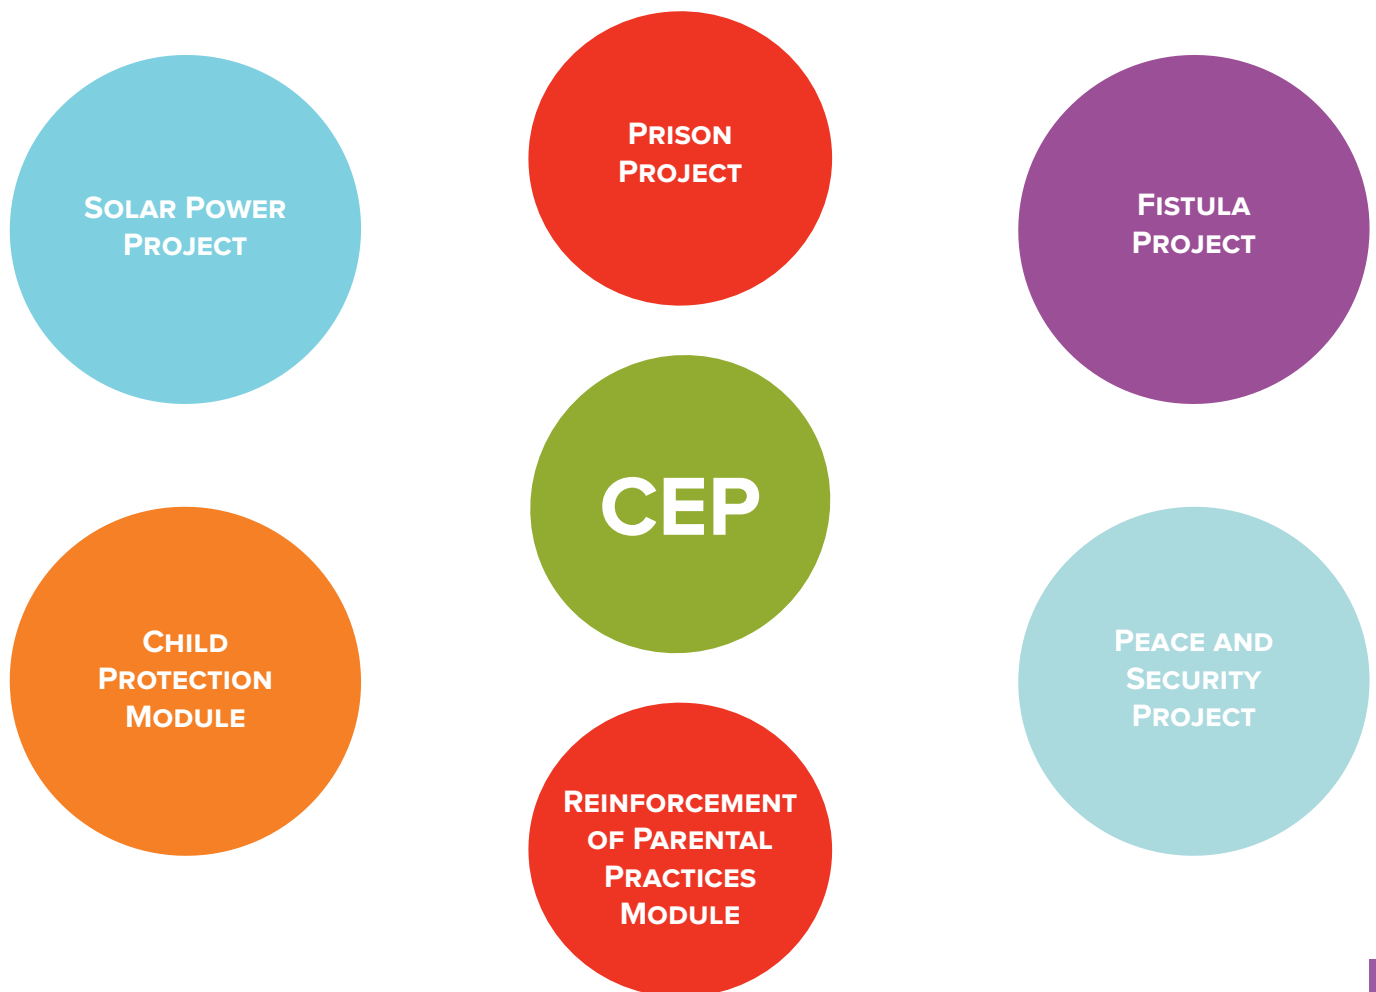 PRISON
PROJECT
SOLAR POWER
PROJECT
FISTULA
PROJECT
CEP
CHILD
PROTECTION
MODULE
PEACE AND
SECURITY
PROJECT
REINFORCEMENT
OF PARENTAL
PRACTICES
MODULE